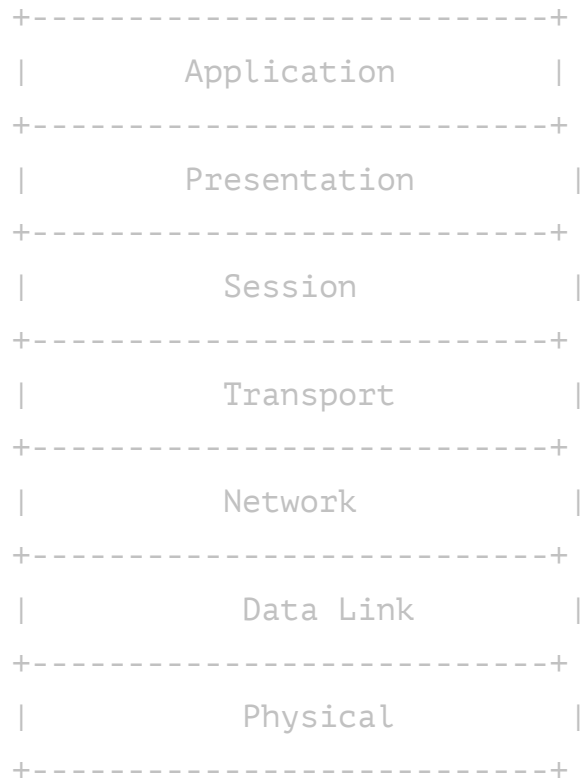 +---------------------------+
|        Application        |
+---------------------------+
|        Presentation        |
+---------------------------+
|          Session           |
+---------------------------+
|          Transport         |
+---------------------------+
|          Network           |
+---------------------------+
|           Data Link        |
+---------------------------+
|           Physical         |
+---------------------------+